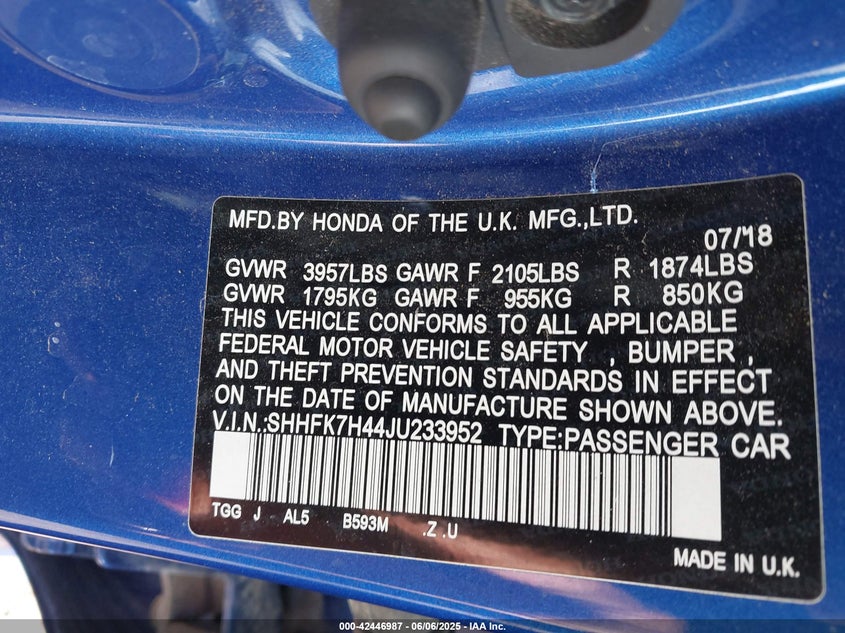 MFD.BY HONDA OF THE U.K. MFG.,LTD.
07/18
GVWR 3957LBS GAWR F 2105LBS R 1874LBS
GVWR 1795KG GAWR F 955KG R 850KG
THIS VEHICLE CONFORMS TO ALL APPLICABLE
FEDERAL MOTOR VEHICLE SAFETY , BUMPER ,
AND THEFT PREVENTION STANDARDS IN EFFECT
ON THE DATE OF MANUFACTURE SHOWN ABOVE.
V.I.N.:SHHFK7H44JU233952 TYPE:PASSENGER CAR
TGG J AL5 B593M .Z .U
MADE IN U.K.
000-42446987 - 06/06/2025 - IAA Inc.